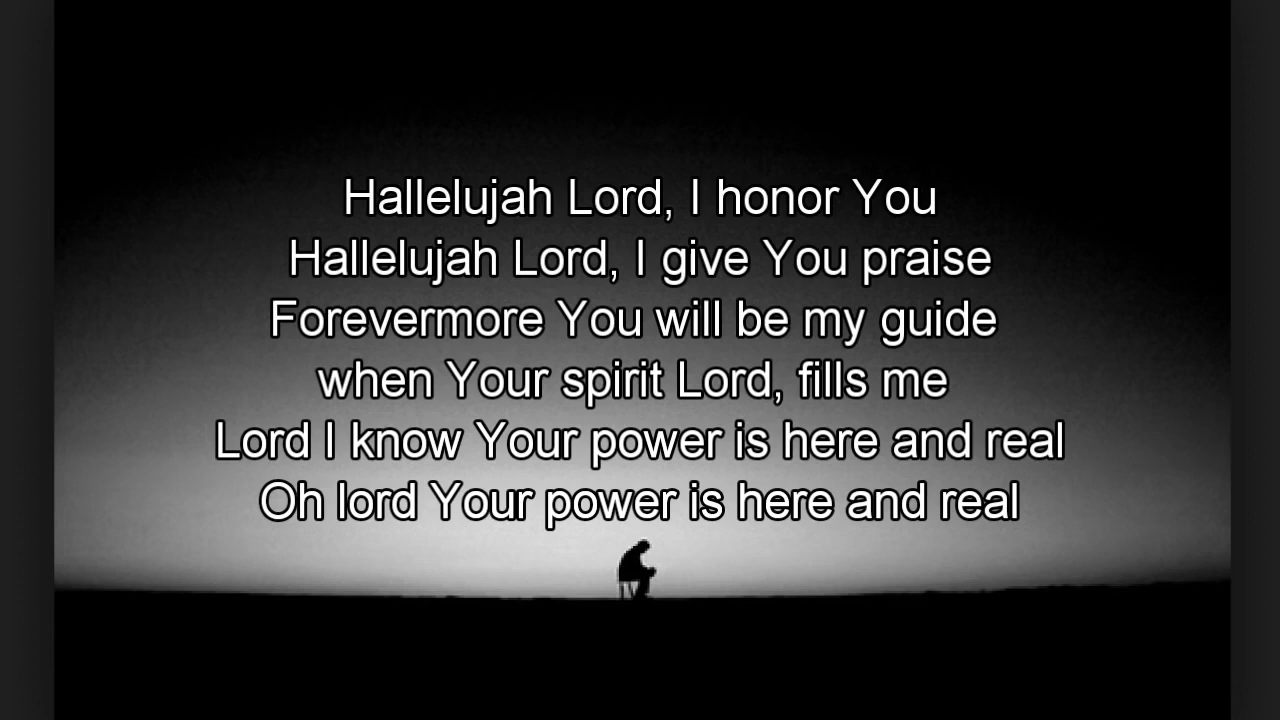 Hallelujah Lord, I honor You
Hallelujah Lord, I give You praise
Forevermore You will be my guide
when Your spirit Lord, fills me
Lord I know Your power is here and real
Oh lord Your power is here and real